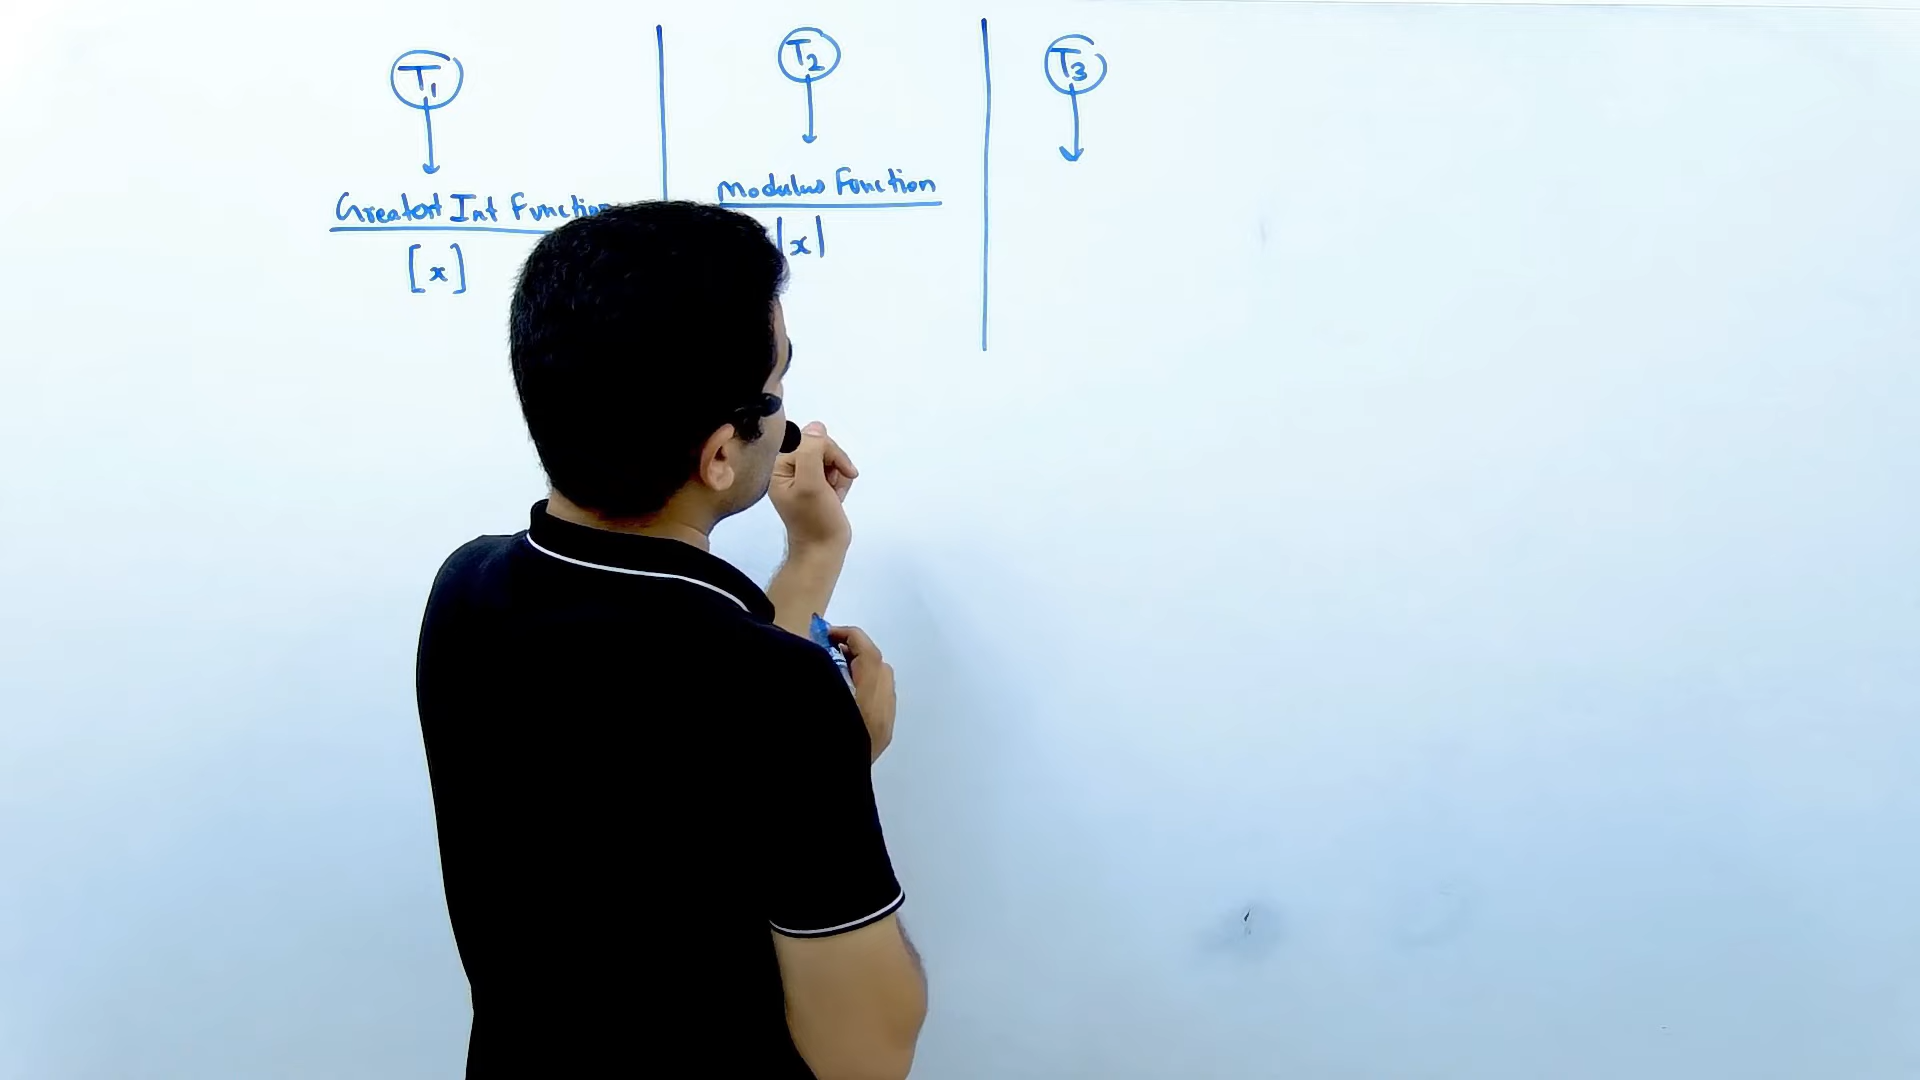 T1
Greatest Int Function
[x]
T2
Modulus Function
|x|
T3